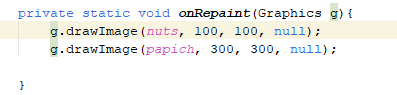 private static void onRepaint(Graphics g){
g.drawImage(nuts, 100, 100, null);
g.drawImage(papich, 300, 300, null);
}